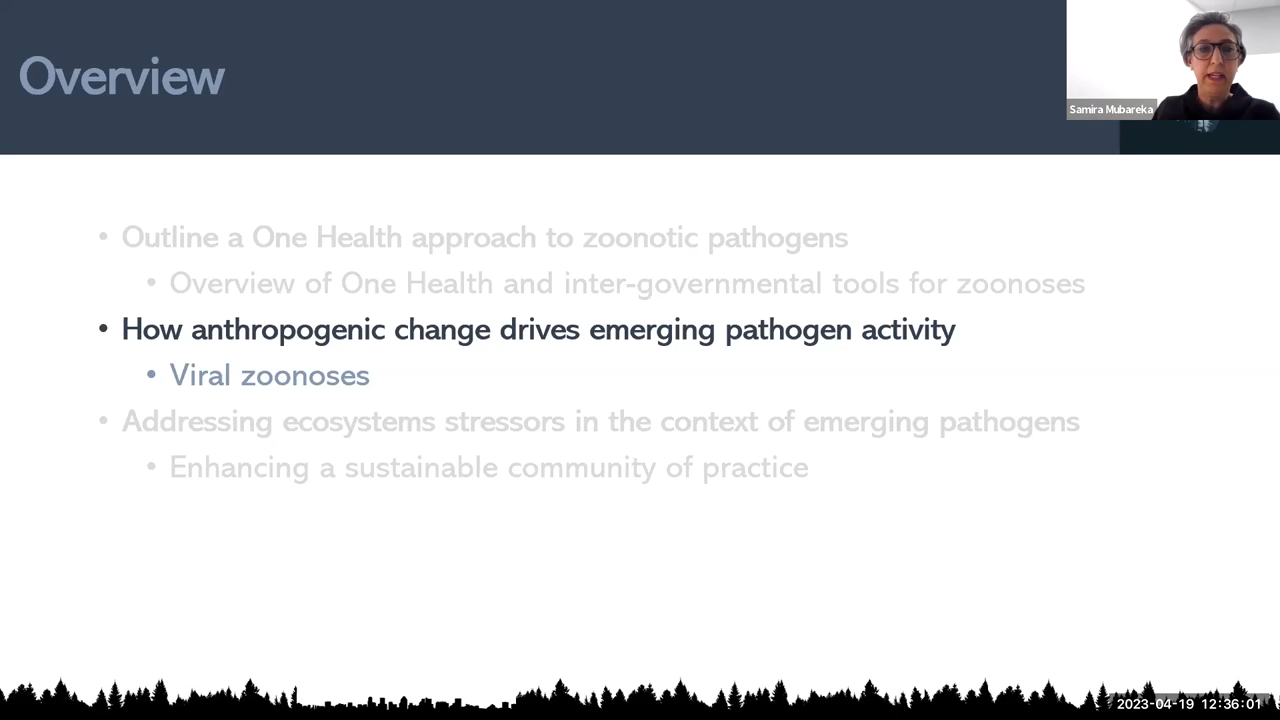 Overview
Samira Mubareka
• Outline a One Health approach to zoonotic pathogens
• Overview of One Health and inter-governmental tools for zoonoses
• How anthropogenic change drives emerging pathogen activity
• Viral zoonoses
• Addressing ecosystems stressors in the context of emerging pathogens
• Enhancing a sustainable community of practice
2023-04-19 12:36:01